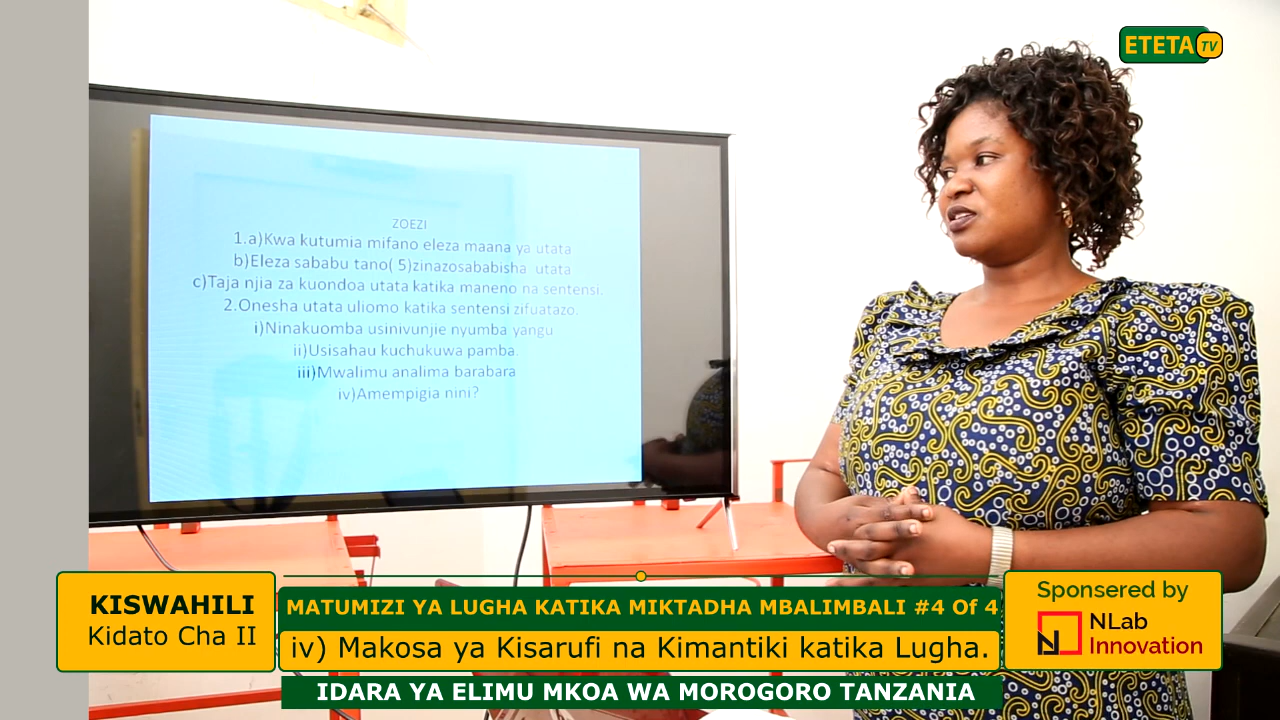 ETETA TV
ZOEZI
1.a)Kwa kutumia mifano eleza maana ya utata
b)Eleza sababu tano( 5)zinazosababisha utata
c)Taja njia za kuondoa utata katika maneno na sentensi.
2.Onesha utata uliomo katika sentensi zifuatazo.
i)Ninakuomba usinivunjie nyumba yangu
ii)Usisahau kuchukuwa pamba.
iii)Mwalimu analima barabara
iv)Amempigia nini?
KISWAHILI
Kidato Cha II
MATUMIZI YA LUGHA KATIKA MIKTADHA MBALIMBALI #4 Of 4
iv) Makosa ya Kisarufi na Kimantiki katika Lugha.
IDARA YA ELIMU MKOA WA MOROGORO TANZANIA
Sponsered by
NLab
Innovation